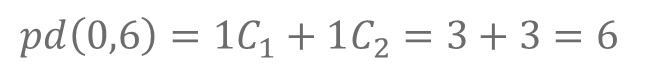 pd(0,6) = 1C₁ + 1C₂ = 3 + 3 = 6